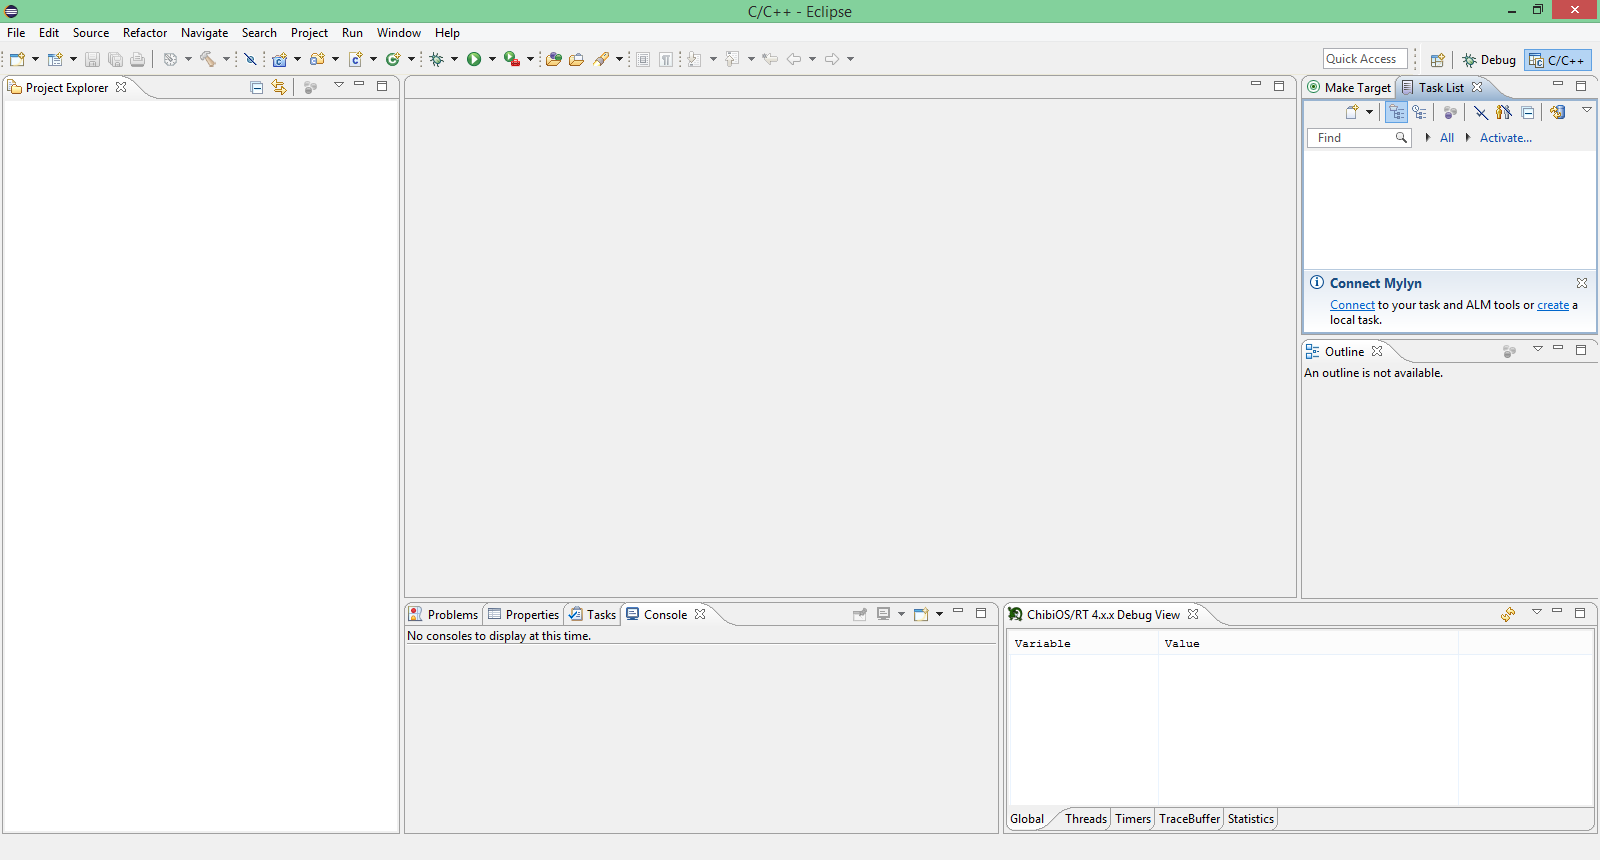 C/C++ - Eclipse
File Edit Source Refactor Navigate Search Project Run Window Help
Quick Access
Debug
C/C++
Project Explorer
Make Target
Task List
Find
All
Activate...
Connect Mylyn
Connect to your task and ALM tools or create a
local task.
Outline
An outline is not available.
Problems
Properties
Tasks
Console
No consoles to display at this time.
ChibiOS/RT 4.x.x Debug View
Variable Value
Global Threads Timers TraceBuffer Statistics